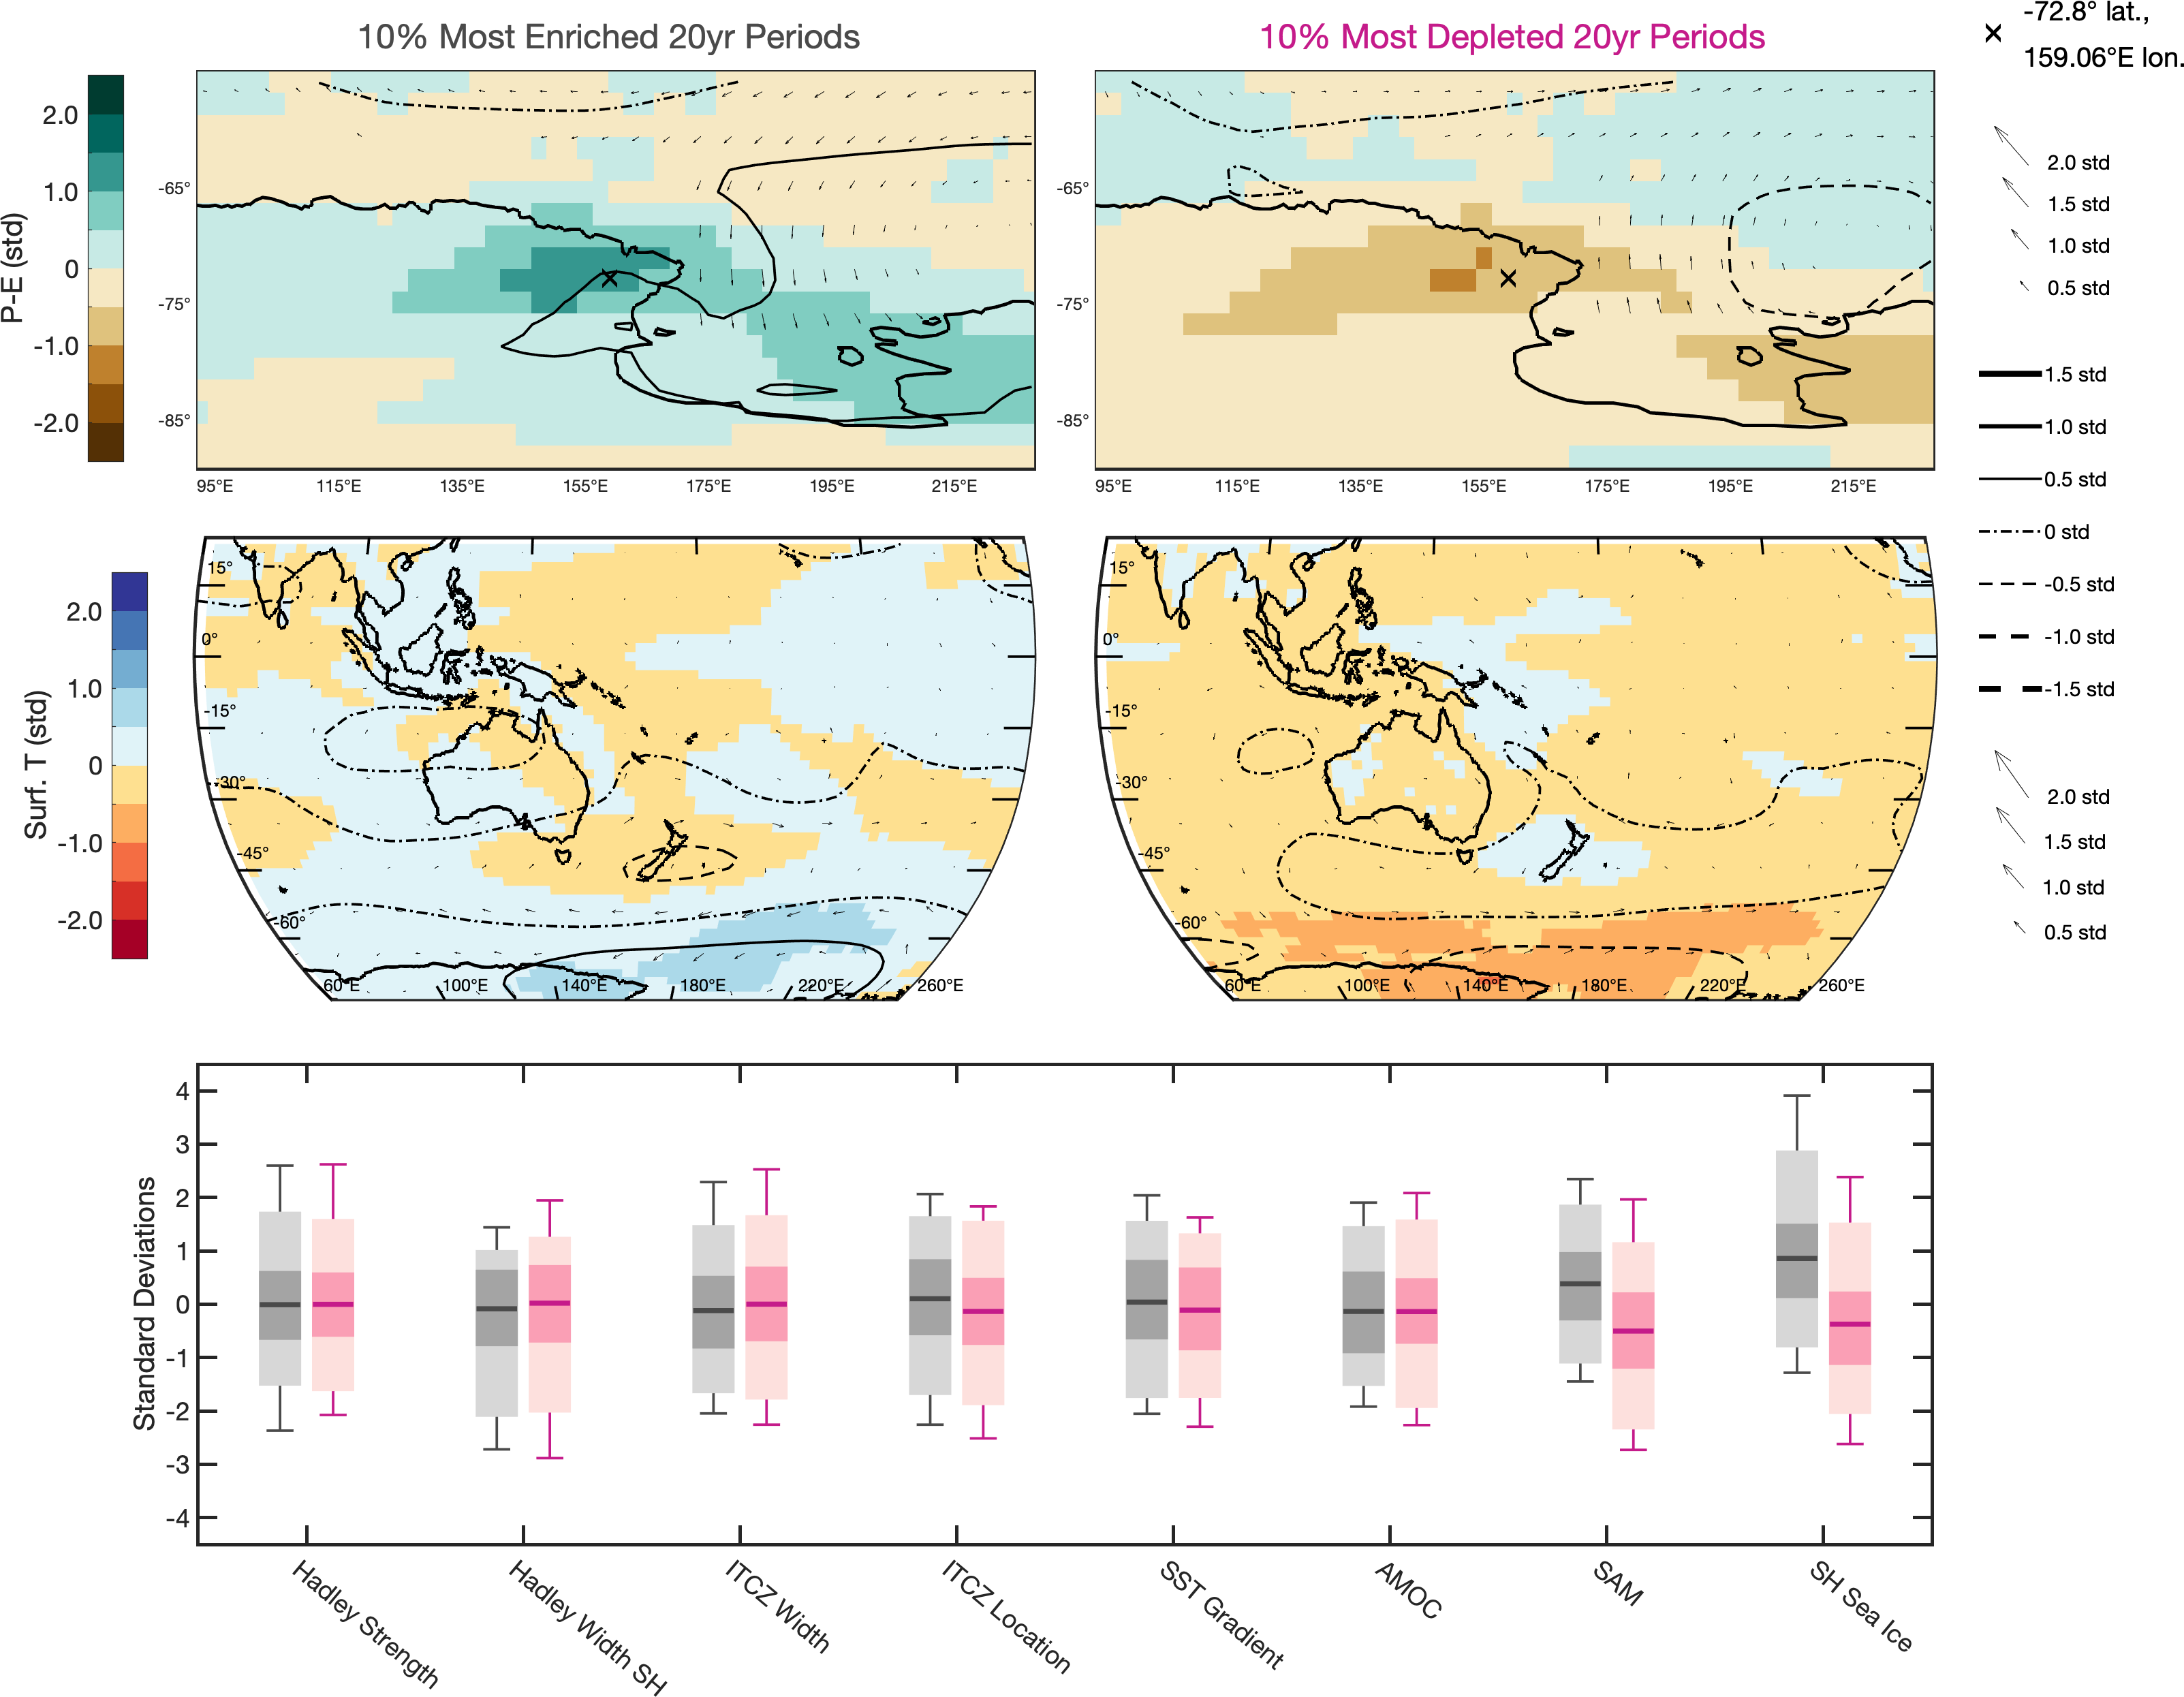 10% Most Enriched 20yr Periods
10% Most Depleted 20yr Periods
-72.8° lat.,
159.06°E lon.
P-E (std)
2.0
1.0
0
-1.0
-2.0
-65°
-75°
-85°
95°E 115°E 135°E 155°E 175°E 195°E 215°E
-65°
-75°
-85°
95°E 115°E 135°E 155°E 175°E 195°E 215°E
2.0 std
1.5 std
1.0 std
0.5 std
1.5 std
1.0 std
0.5 std
0 std
-0.5 std
-1.0 std
-1.5 std
2.0 std
1.5 std
1.0 std
0.5 std
Surf. T (std)
2.0
1.0
0
-1.0
-2.0
15°
0°
-15°
-30°
-45°
-60°
60°E 100°E 140°E 180°E 220°E 260°E
15°
0°
-15°
-30°
-45°
-60°
60°E 100°E 140°E 180°E 220°E 260°E
Standard Deviations
4
3
2
1
0
-1
-2
-3
-4
Hadley Strength
Hadley Width SH
ITCZ Width
ITCZ Location
SST Gradient
AMOC
SAM
SH Sea Ice